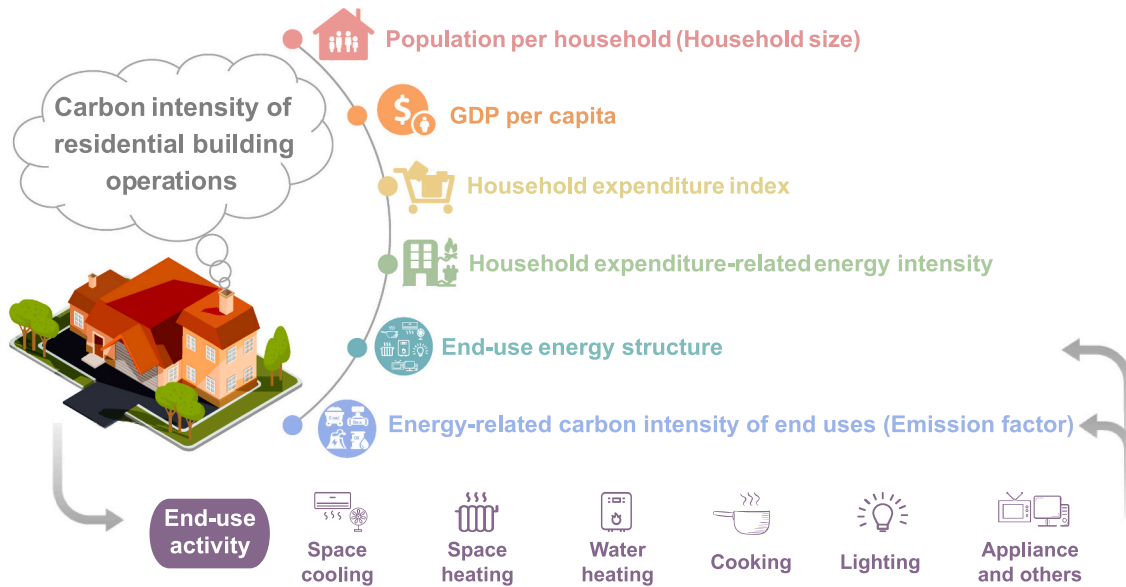 Carbon intensity of
residential building
operations
Population per household (Household size)
GDP per capita
Household expenditure index
Household expenditure-related energy intensity
End-use energy structure
Energy-related carbon intensity of end uses (Emission factor)
End-use
activity
Space
cooling
Space
heating
Water
heating
Cooking
Lighting
Appliance
and others